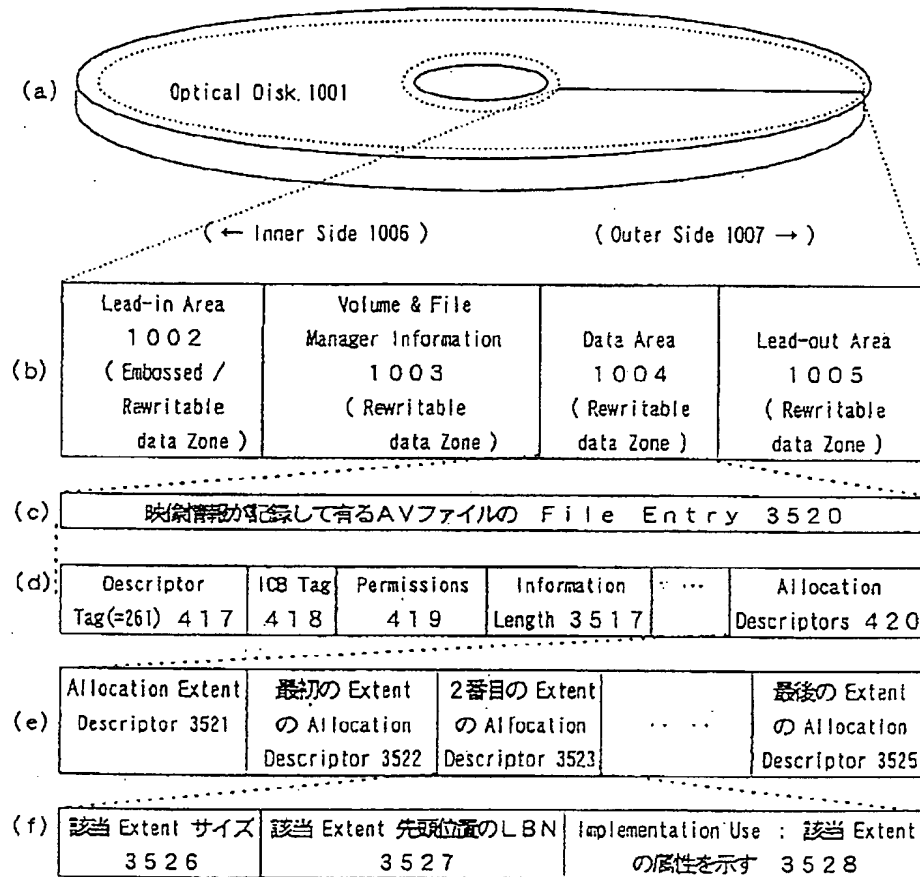 (a)
Optical Disk 1001
( ← Inner Side 1006 )
( Outer Side 1007 → )
(b)
Lead-in Area
1002
( Embossed /
Rewritable
data Zone )
Volume & File
Manager Information
1003
( Rewritable
data Zone )
Data Area
1004
( Rewritable
data Zone )
Lead-out Area
1005
( Rewritable
data Zone )
(c)
映像情報が記録して有るAVファイルの File Entry 3520
(d)
Descriptor
Tag(=261) 417
ICB Tag
418
Permissions
419
Information
Length 3517
‥ …
Allocation
Descriptors 420
(e)
Allocation Extent
Descriptor 3521
最初の Extent
の Allocation
Descriptor 3522
2番目の Extent
の Allocation
Descriptor 3523
‥ ‥
最後の Extent
の Allocation
Descriptor 3525
(f)
該当 Extent サイズ
3526
該当 Extent 先頭位置のLBN
3527
Implementation Use : 該当 Extent
の属性を示す 3528